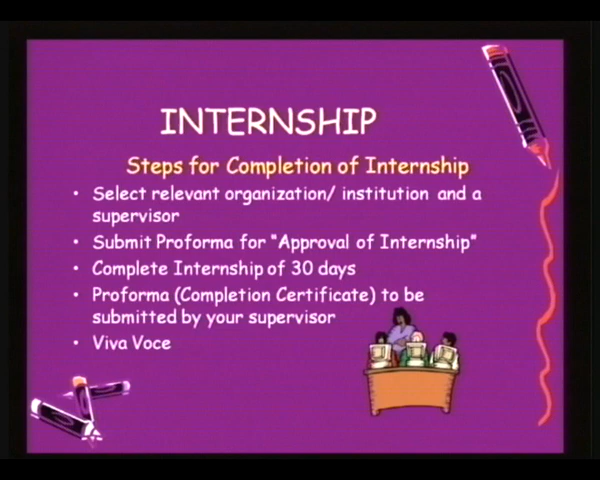 INTERNSHIP
Steps for Completion of Internship
• Select relevant organization/ institution and a
supervisor
• Submit Proforma for "Approval of Internship"
• Complete Internship of 30 days
• Proforma (Completion Certificate) to be
submitted by your supervisor
• Viva Voce